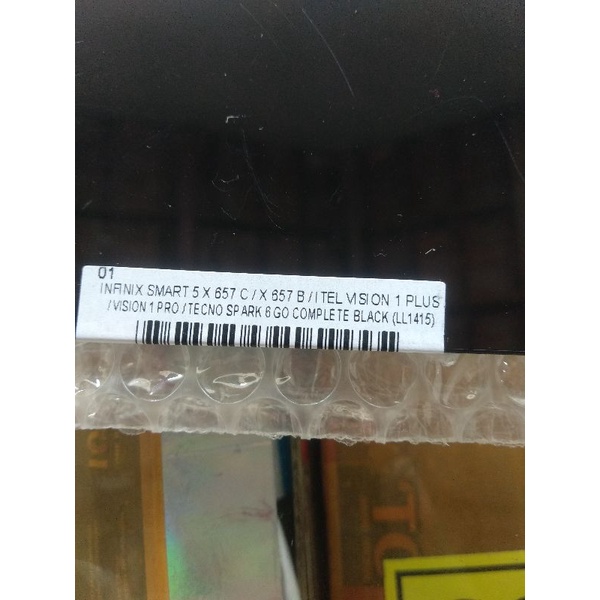 01
INFINIX SMART 5 X 657 C / X 657 B / ITEL VISION 1 PLUS
/ VISION 1 PRO / TECNO SPARK 6 GO COMPLETE BLACK (LL1415)